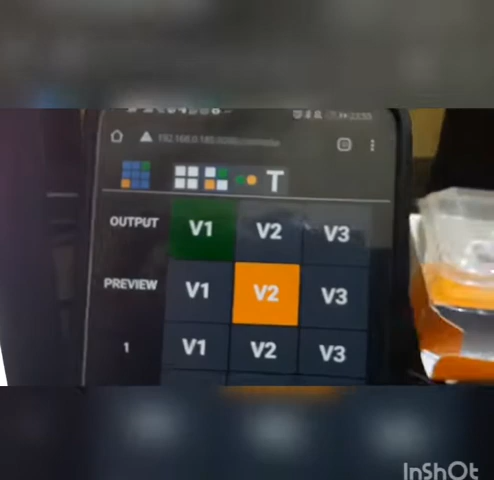 T
OUTPUT V1 V2 V3
PREVIEW V1 V2 V3
1 V1 V2 V3
InShOt